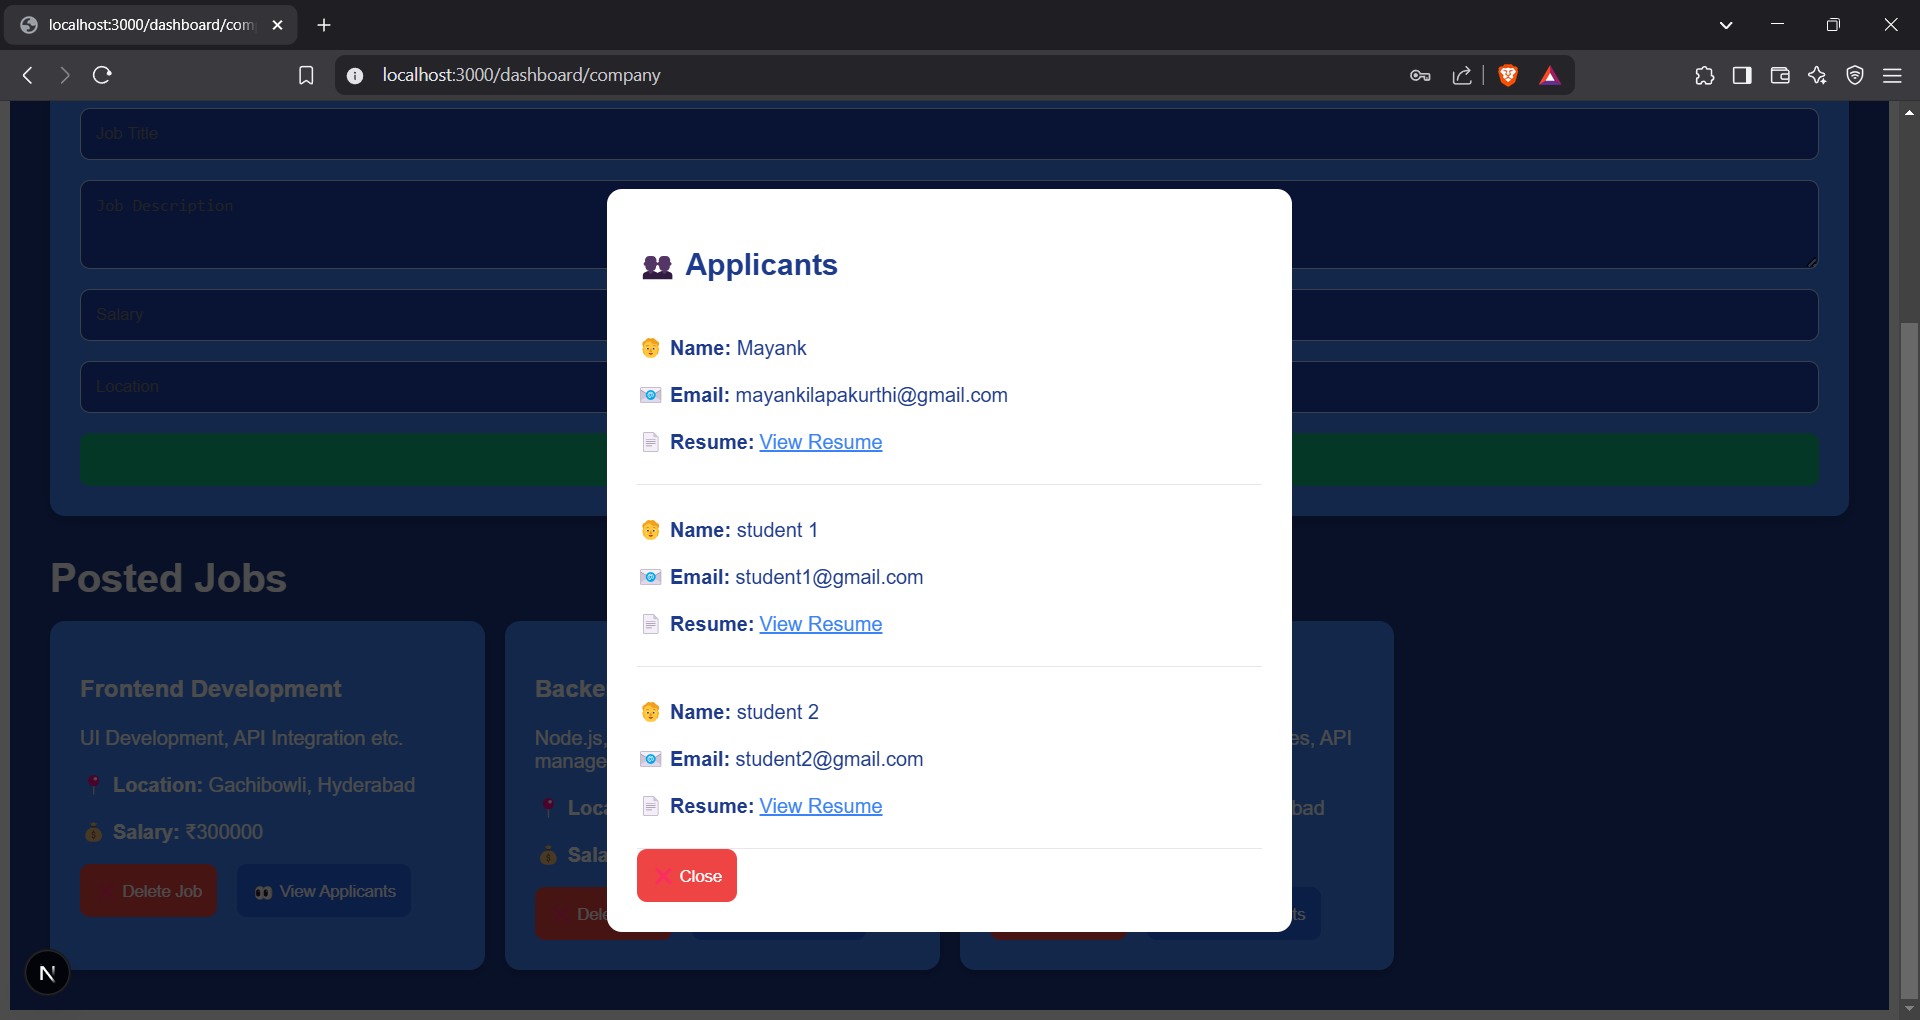 localhost:3000/dashboard/com
localhost:3000/dashboard/company
Job Title
Job Description
Salary
Location
Applicants
Name: Mayank
Email: mayankilapakurthi@gmail.com
Resume: View Resume
Name: student 1
Email: student1@gmail.com
Resume: View Resume
Name: student 2
Email: student2@gmail.com
Resume: View Resume
Close
Posted Jobs
Frontend Development
UI Development, API Integration etc.
Location: Gachibowli, Hyderabad
Salary: ₹300000
Delete Job
View Applicants
Backe
Node.js,
manage
Loca
Sala
Dele
es, API
bad
ts
N